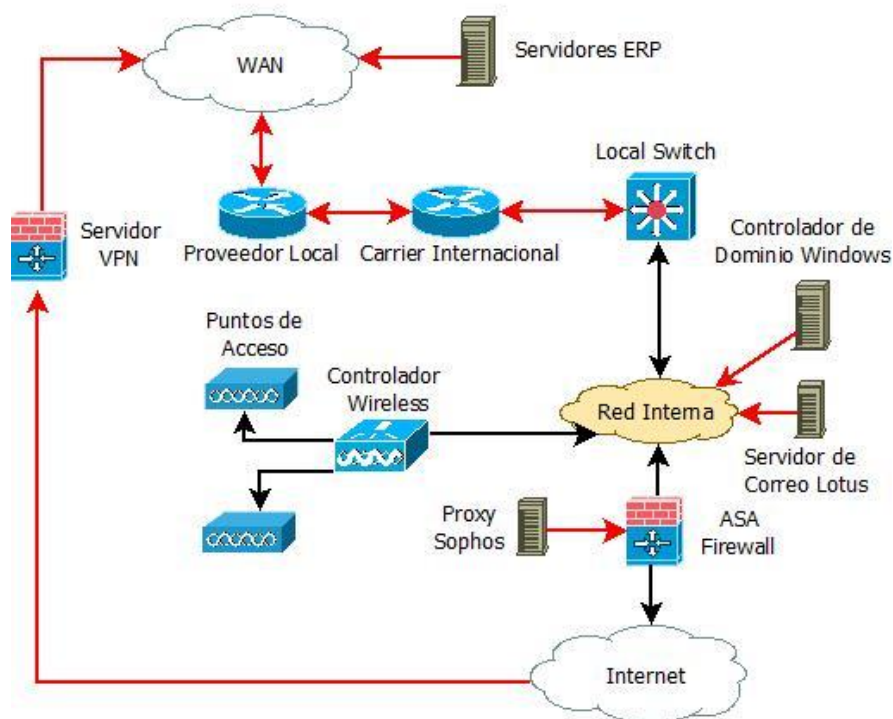 WAN
Servidores ERP
Local Switch
Servidor
VPN
Proveedor Local
Carrier Internacional
Controlador de
Dominio Windows
Puntos de
Acceso
Controlador
Wireless
Red Interna
Servidor de
Correo Lotus
Proxy
Sophos
ASA
Firewall
Internet